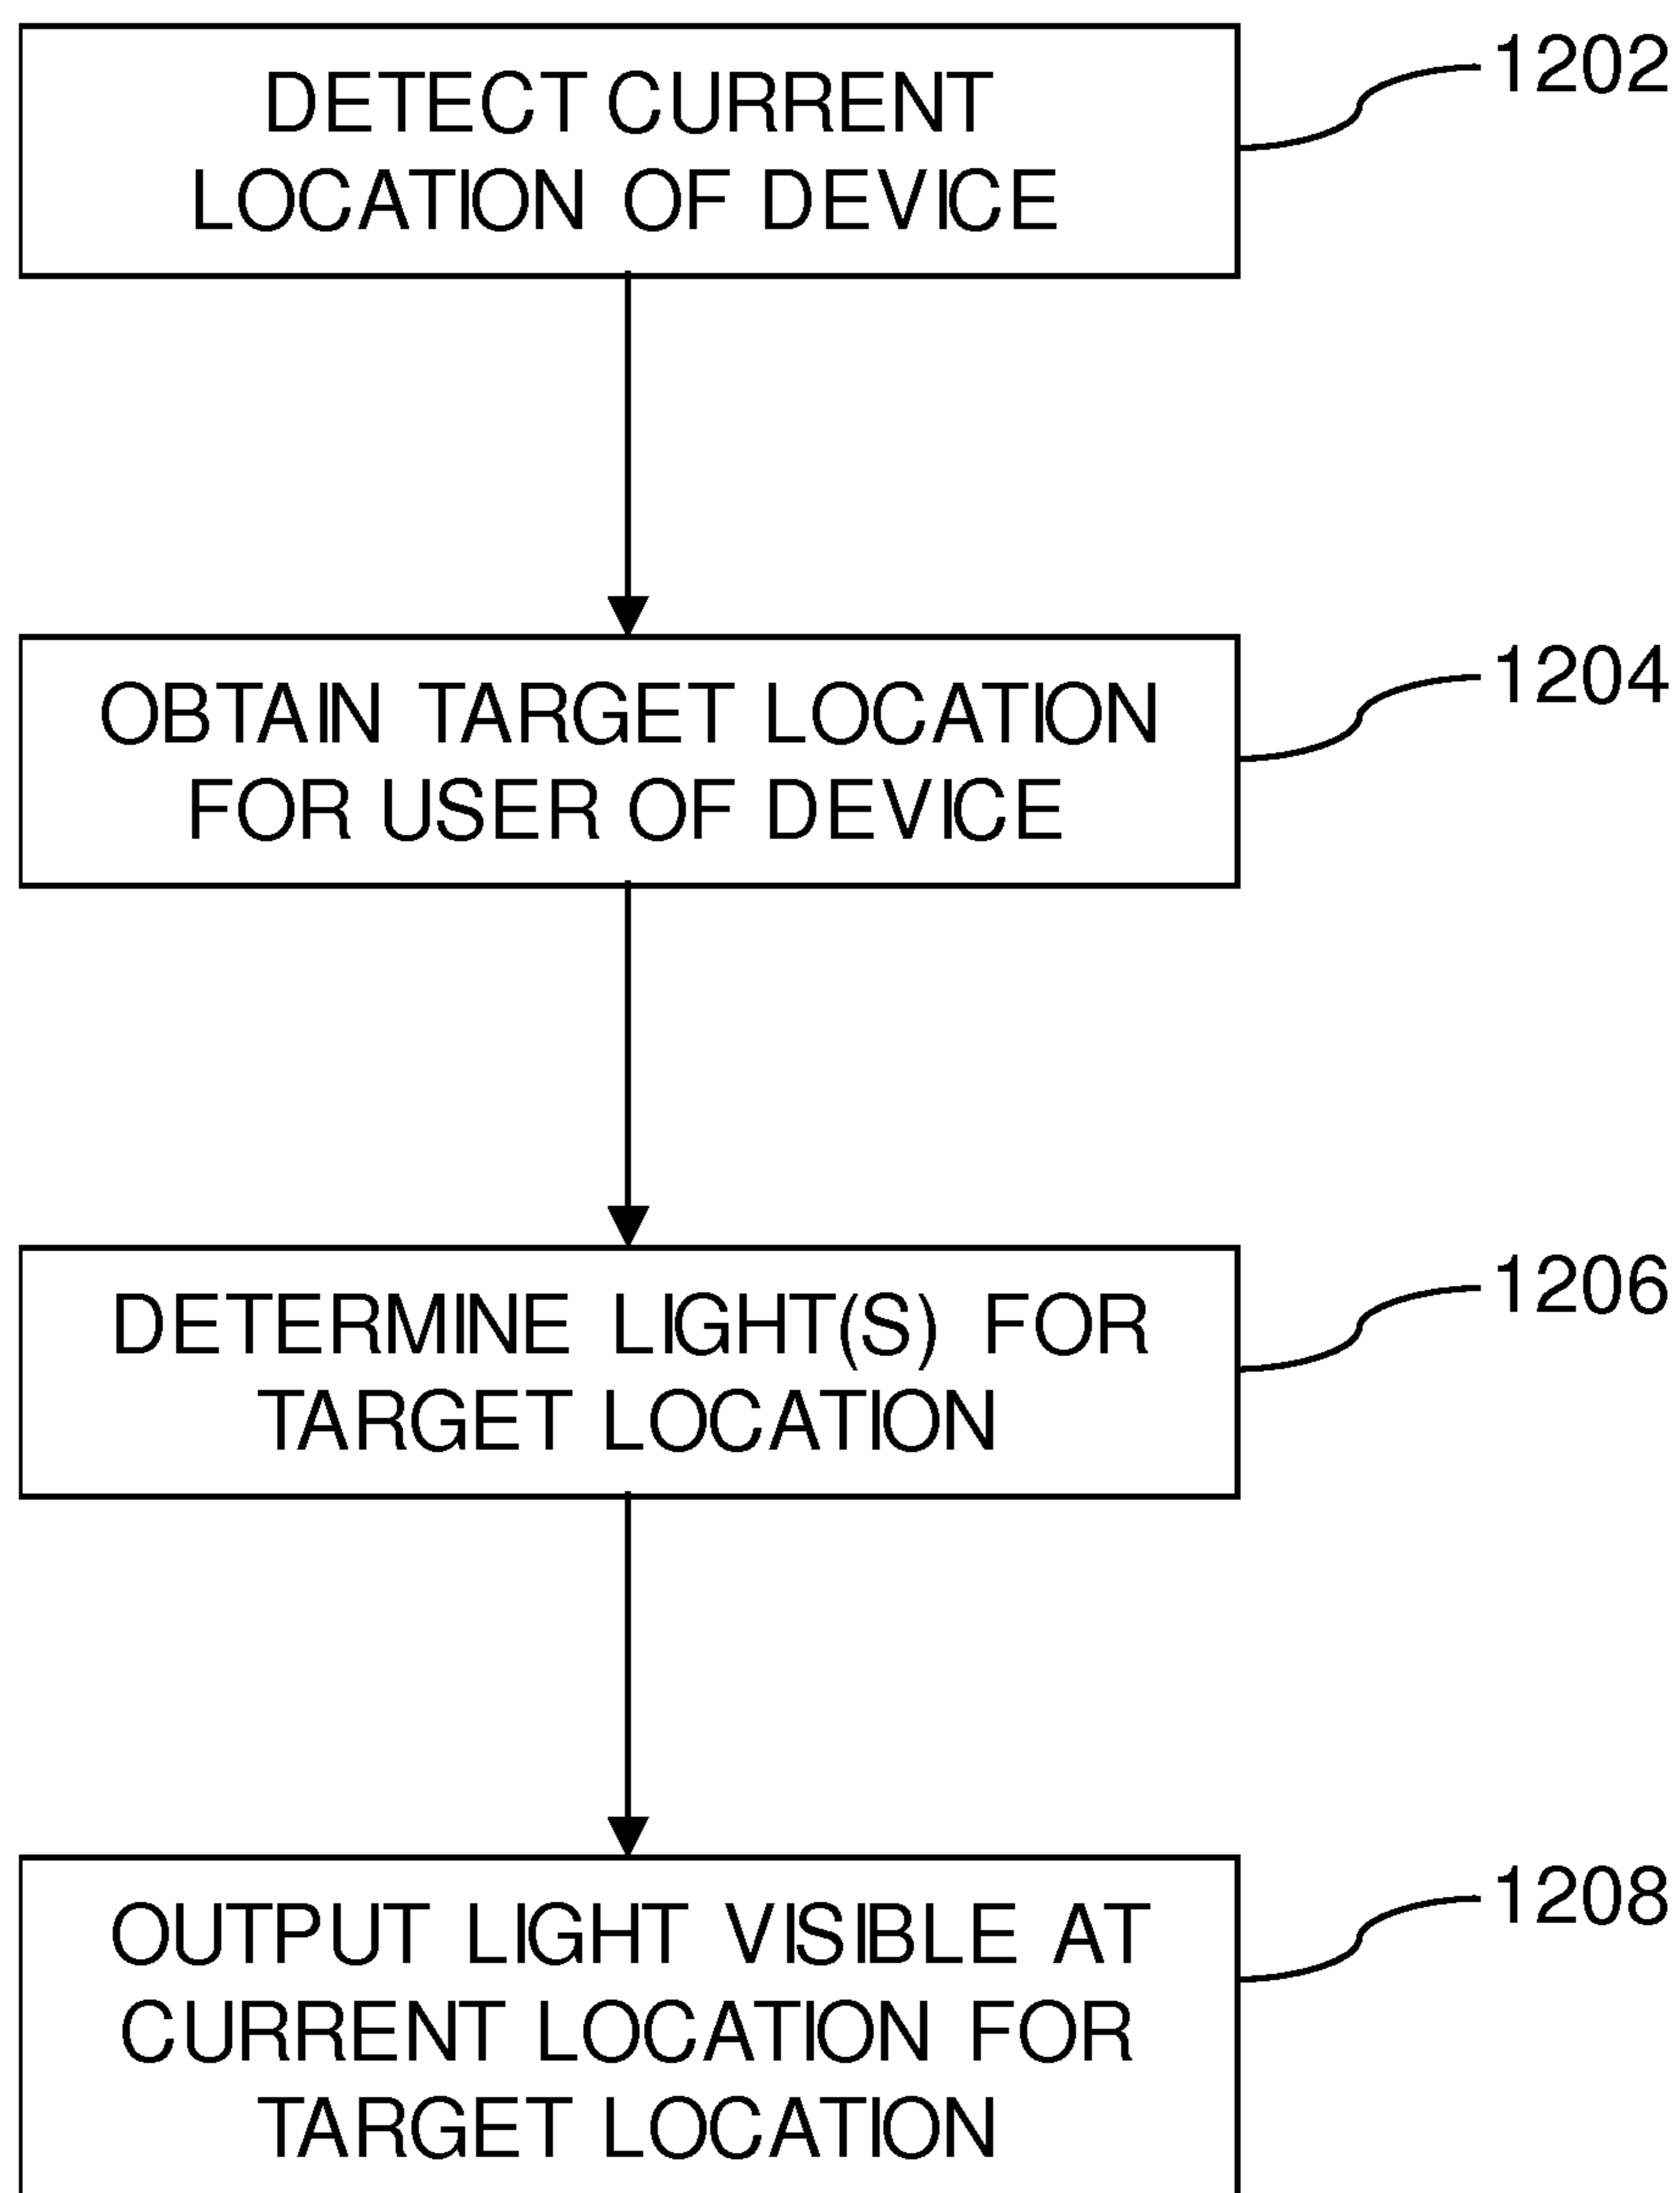 DETECT CURRENT
LOCATION OF DEVICE
1202
OBTAIN TARGET LOCATION
FOR USER OF DEVICE
1204
DETERMINE LIGHT(S) FOR
TARGET LOCATION
1206
OUTPUT LIGHT VISIBLE AT
CURRENT LOCATION FOR
TARGET LOCATION
1208